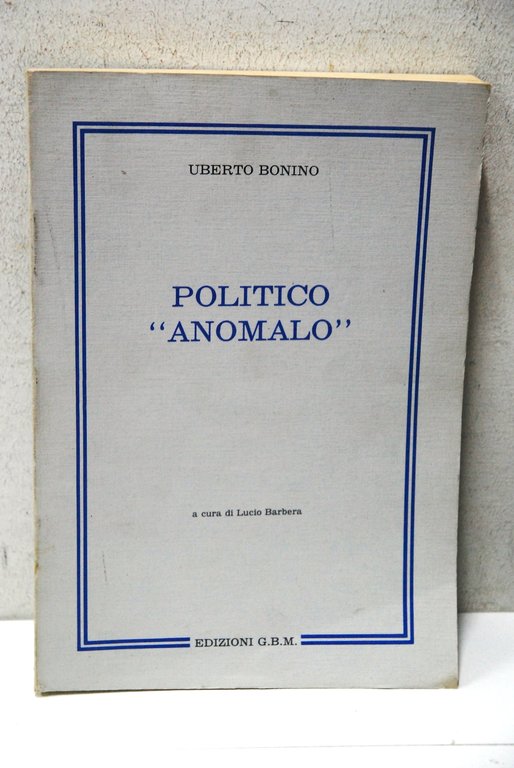 UBERTO BONINO
POLITICO
“ANOMALO”
a cura di Lucio Barbera
EDIZIONI G.B.M.